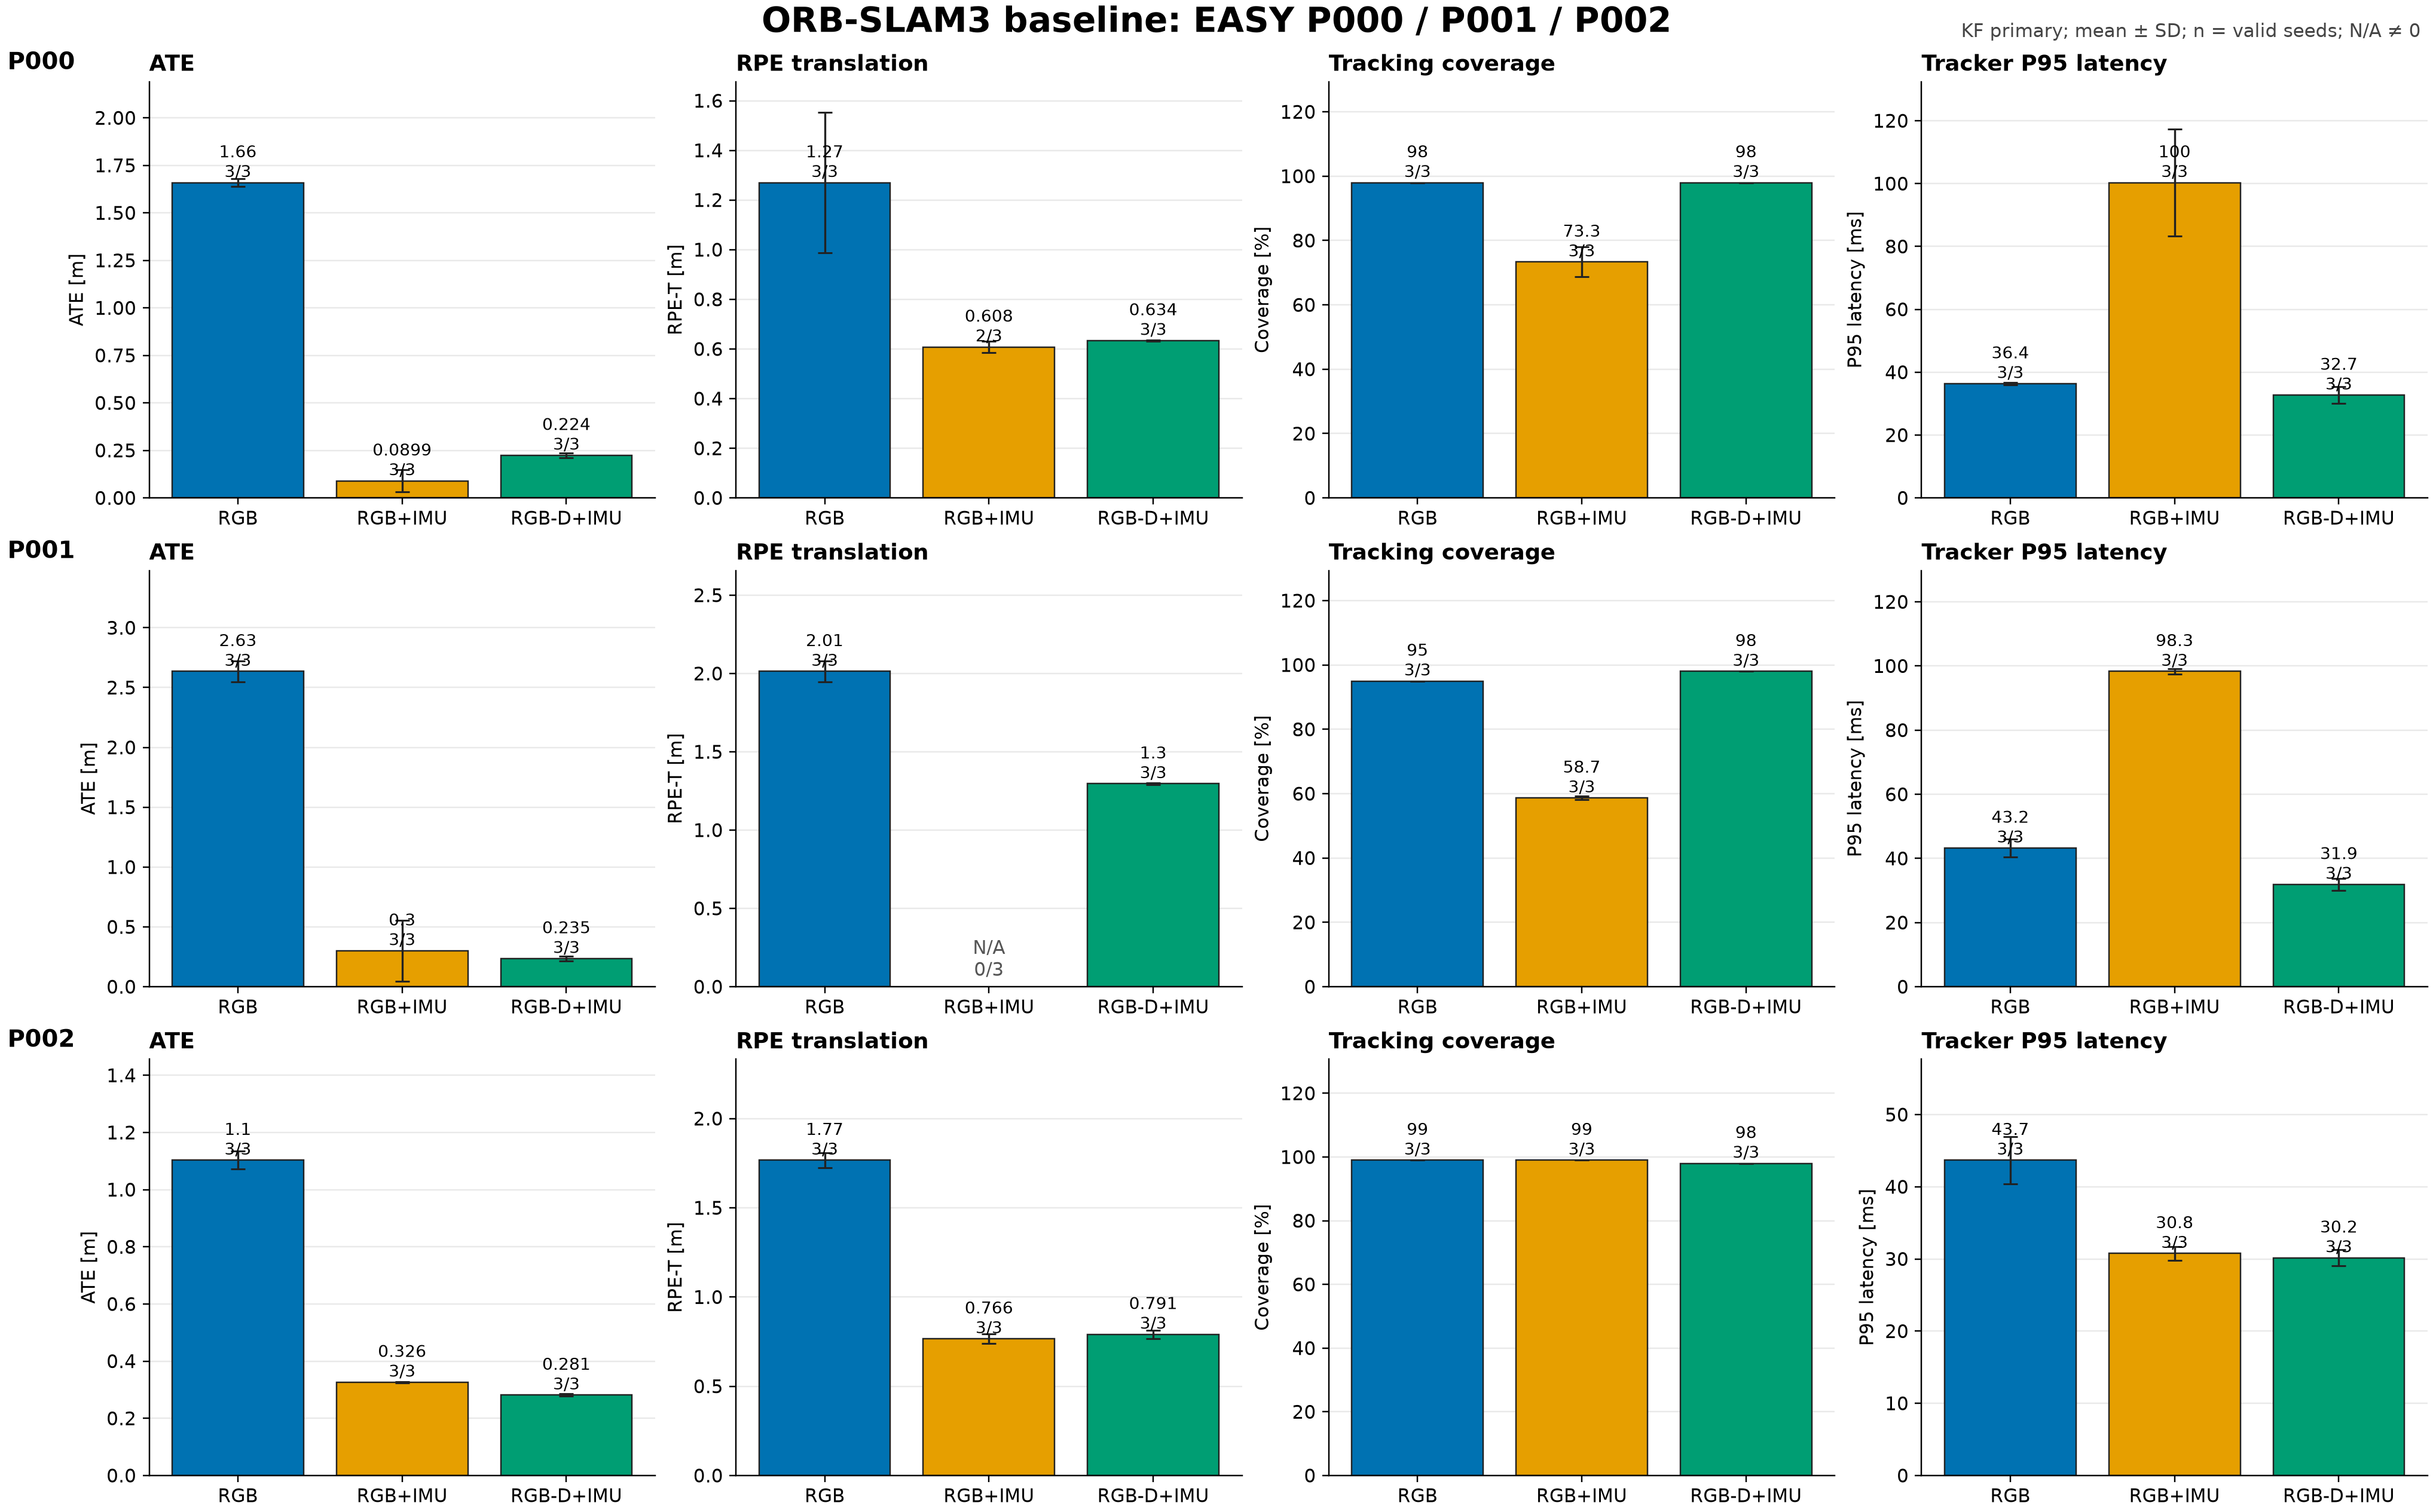 ORB-SLAM3 baseline: EASY P000 / P001 / P002
KF primary; mean ± SD; n = valid seeds; N/A ≠ 0
P000
ATE
ATE [m]
2.00
1.75
1.50
1.25
1.00
0.75
0.50
0.25
0.00
1.66
3/3
0.0899
3/3
0.224
3/3
RGB
RGB+IMU
RGB-D+IMU
RPE translation
RPE-T [m]
1.6
1.4
1.2
1.0
0.8
0.6
0.4
0.2
0.0
1.27
3/3
0.608
2/3
0.634
3/3
RGB
RGB+IMU
RGB-D+IMU
Tracking coverage
Coverage [%]
120
100
80
60
40
20
0
98
3/3
73.3
3/3
98
3/3
RGB
RGB+IMU
RGB-D+IMU
Tracker P95 latency
P95 latency [ms]
120
100
80
60
40
20
0
36.4
3/3
100
3/3
32.7
3/3
RGB
RGB+IMU
RGB-D+IMU
P001
ATE
ATE [m]
3.0
2.5
2.0
1.5
1.0
0.5
0.0
2.63
3/3
0.3
3/3
0.235
3/3
RGB
RGB+IMU
RGB-D+IMU
RPE translation
RPE-T [m]
2.5
2.0
1.5
1.0
0.5
0.0
2.01
3/3
N/A
0/3
1.3
3/3
RGB
RGB+IMU
RGB-D+IMU
Tracking coverage
Coverage [%]
120
100
80
60
40
20
0
95
3/3
58.7
3/3
98
3/3
RGB
RGB+IMU
RGB-D+IMU
Tracker P95 latency
P95 latency [ms]
120
100
80
60
40
20
0
43.2
3/3
98.3
3/3
31.9
3/3
RGB
RGB+IMU
RGB-D+IMU
P002
ATE
ATE [m]
1.4
1.2
1.0
0.8
0.6
0.4
0.2
0.0
1.1
3/3
0.326
3/3
0.281
3/3
RGB
RGB+IMU
RGB-D+IMU
RPE translation
RPE-T [m]
2.0
1.5
1.0
0.5
0.0
1.77
3/3
0.766
3/3
0.791
3/3
RGB
RGB+IMU
RGB-D+IMU
Tracking coverage
Coverage [%]
120
100
80
60
40
20
0
99
3/3
99
3/3
98
3/3
RGB
RGB+IMU
RGB-D+IMU
Tracker P95 latency
P95 latency [ms]
50
40
30
20
10
0
43.7
3/3
30.8
3/3
30.2
3/3
RGB
RGB+IMU
RGB-D+IMU